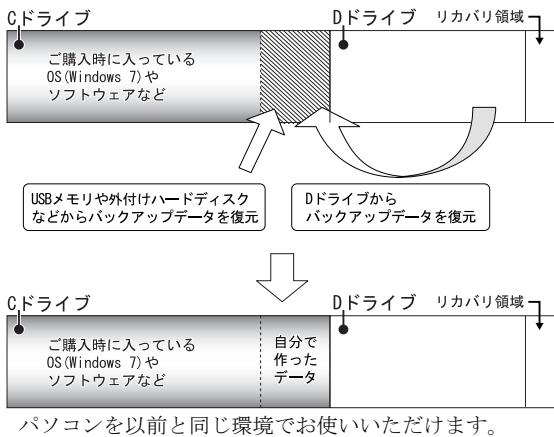 Cドライブ
Dドライブ
リカバリ領域
ご購入時に入っている
OS(Windows 7)や
ソフトウェアなど
USBメモリや外付けハードディスク
などからバックアップデータを復元
Dドライブから
バックアップデータを復元
Cドライブ
Dドライブ
リカバリ領域
ご購入時に入っている
OS(Windows 7)や
ソフトウェアなど
自分で
作った
データ
パソコンを以前と同じ環境でお使いいただけます。